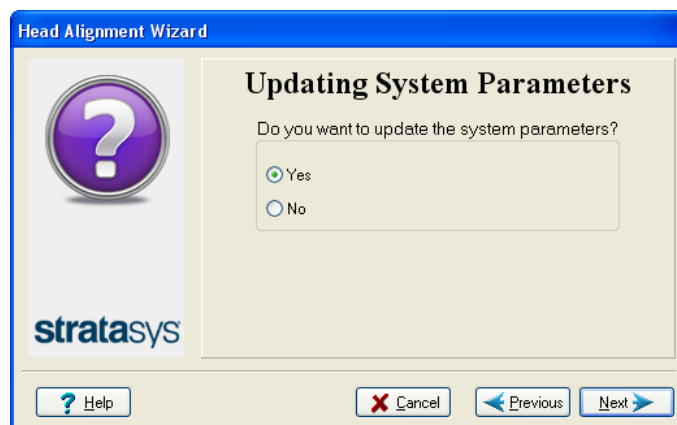 Head Alignment Wizard
Updating System Parameters
Do you want to update the system parameters?
Yes
No
stratasys
? Help
Cancel
Previous
Next